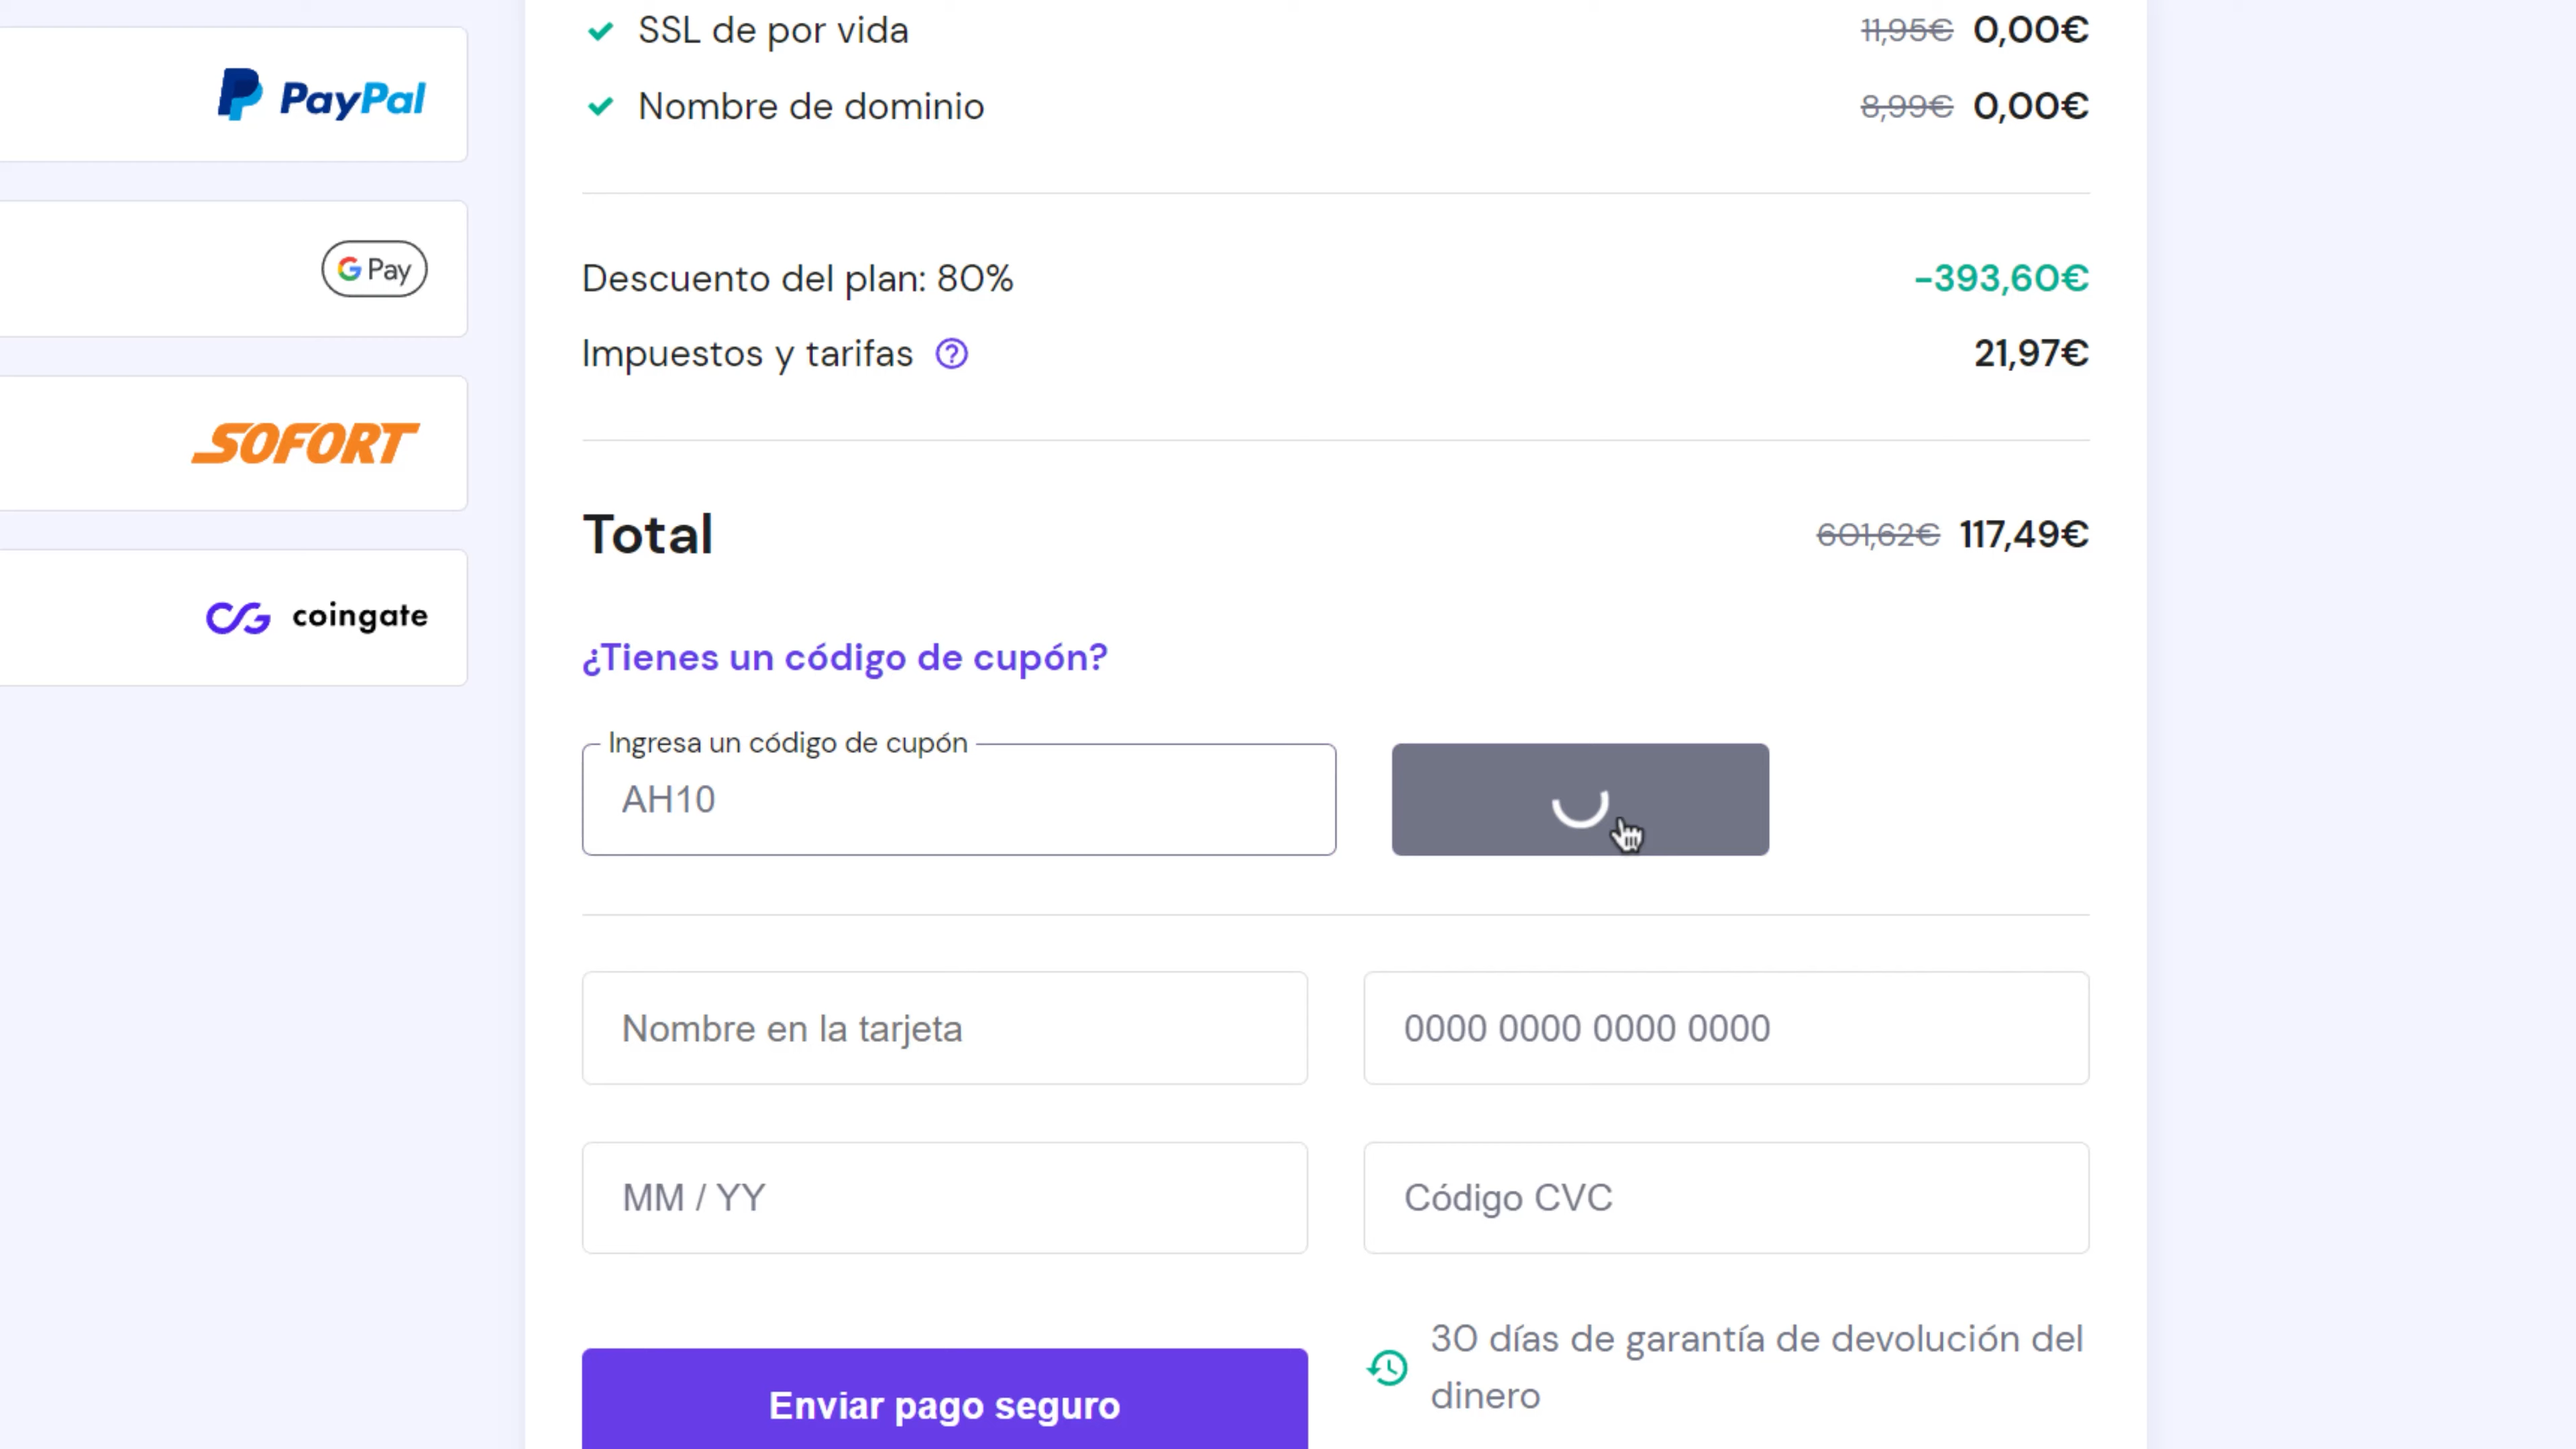 SSL de por vida 11,95€ 0,00€
PayPal
Nombre de dominio 8,99€ 0,00€
G Pay
Descuento del plan: 80% -393,60€
Impuestos y tarifas ? 21,97€
SOFORT
Total 601,62€ 117,49€
CG coingate
¿Tienes un código de cupón?
Ingresa un código de cupón
AH10
Nombre en la tarjeta 0000 0000 0000 0000
MM / YY Código CVC
30 días de garantía de devolución del
dinero
Enviar pago seguro